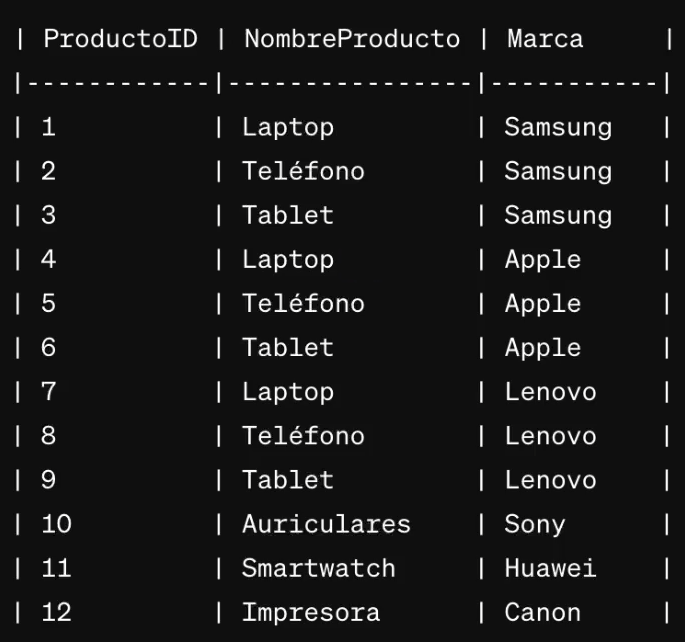 | ProductoID | NombreProducto | Marca     |
|------------|----------------|-----------|
| 1          | Laptop         | Samsung   |
| 2          | Teléfono       | Samsung   |
| 3          | Tablet         | Samsung   |
| 4          | Laptop         | Apple     |
| 5          | Teléfono       | Apple     |
| 6          | Tablet         | Apple     |
| 7          | Laptop         | Lenovo    |
| 8          | Teléfono       | Lenovo    |
| 9          | Tablet         | Lenovo    |
| 10         | Auriculares    | Sony      |
| 11         | Smartwatch     | Huawei    |
| 12         | Impresora      | Canon     |